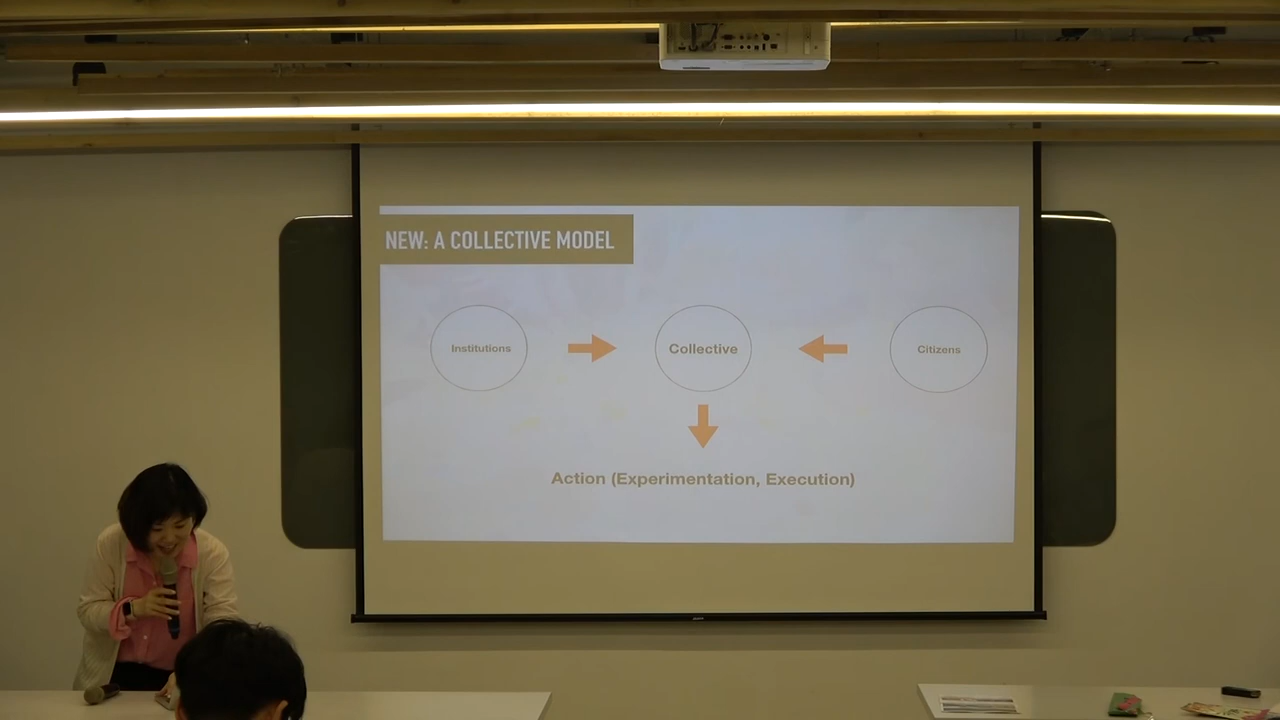 NEW: A COLLECTIVE MODEL
Institutions
Collective
Citizens
Action (Experimentation, Execution)